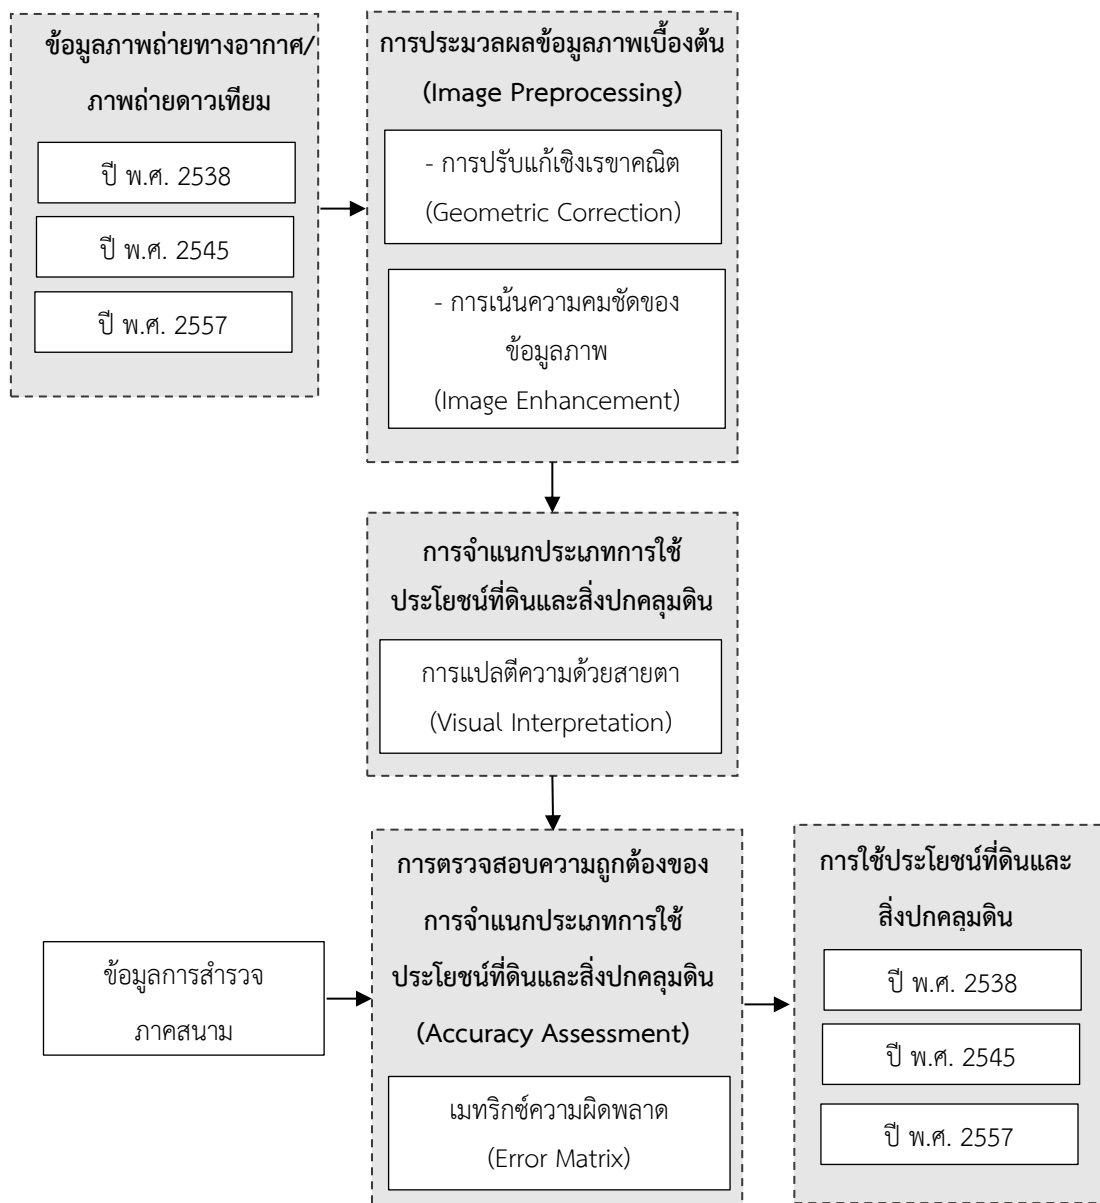 ข้อมูลภาพถ่ายทางอากาศ/
ภาพถ่ายดาวเทียม
ปี พ.ศ. 2538
ปี พ.ศ. 2545
ปี พ.ศ. 2557
การประมวลผลข้อมูลภาพเบื้องต้น
(Image Preprocessing)
- การปรับแก้เชิงเรขาคณิต
(Geometric Correction)
- การเน้นความคมชัดของ
ข้อมูลภาพ
(Image Enhancement)
การจำแนกประเภทการใช้
ประโยชน์ที่ดินและสิ่งปกคลุมดิน
การแปลตีความด้วยสายตา
(Visual Interpretation)
ข้อมูลการสำรวจ
ภาคสนาม
การตรวจสอบความถูกต้องของ
การจำแนกประเภทการใช้
ประโยชน์ที่ดินและสิ่งปกคลุมดิน
(Accuracy Assessment)
เมทริกซ์ความผิดพลาด
(Error Matrix)
การใช้ประโยชน์ที่ดินและ
สิ่งปกคลุมดิน
ปี พ.ศ. 2538
ปี พ.ศ. 2545
ปี พ.ศ. 2557